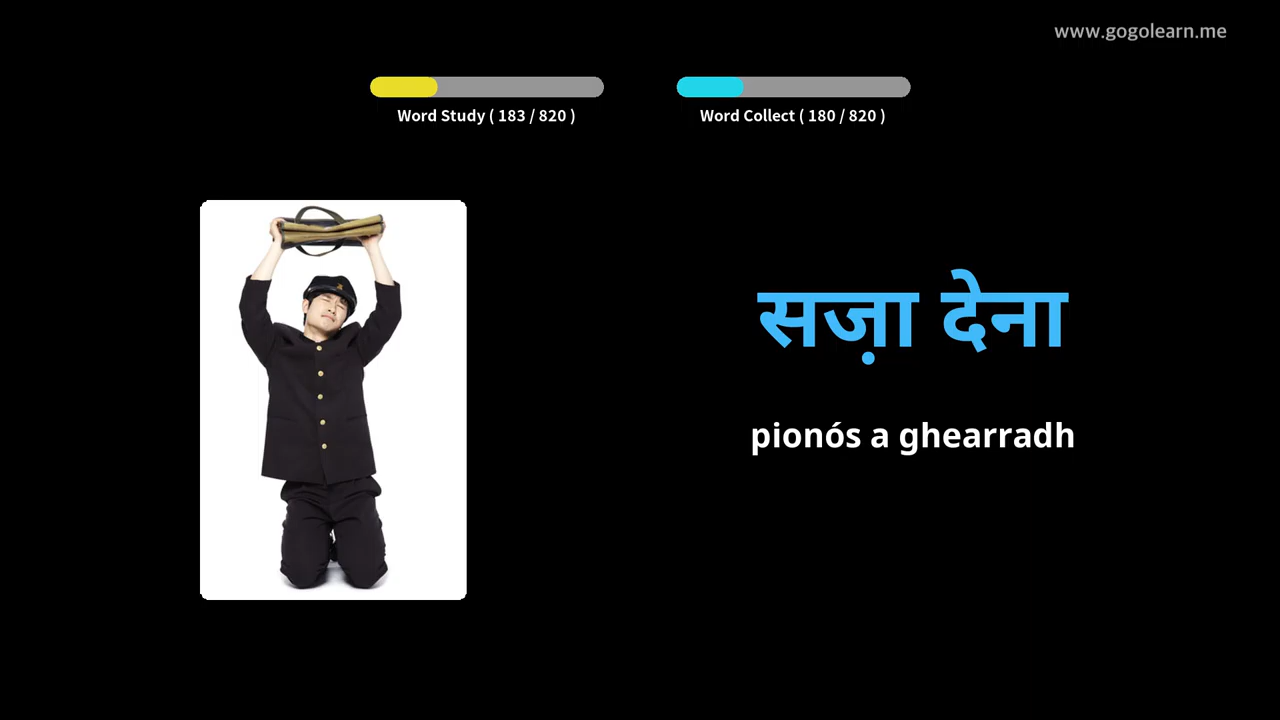 www.gogolearn.me
Word Study ( 183 / 820 )
Word Collect ( 180 / 820 )
सज़ा देना
pionós a ghearradh